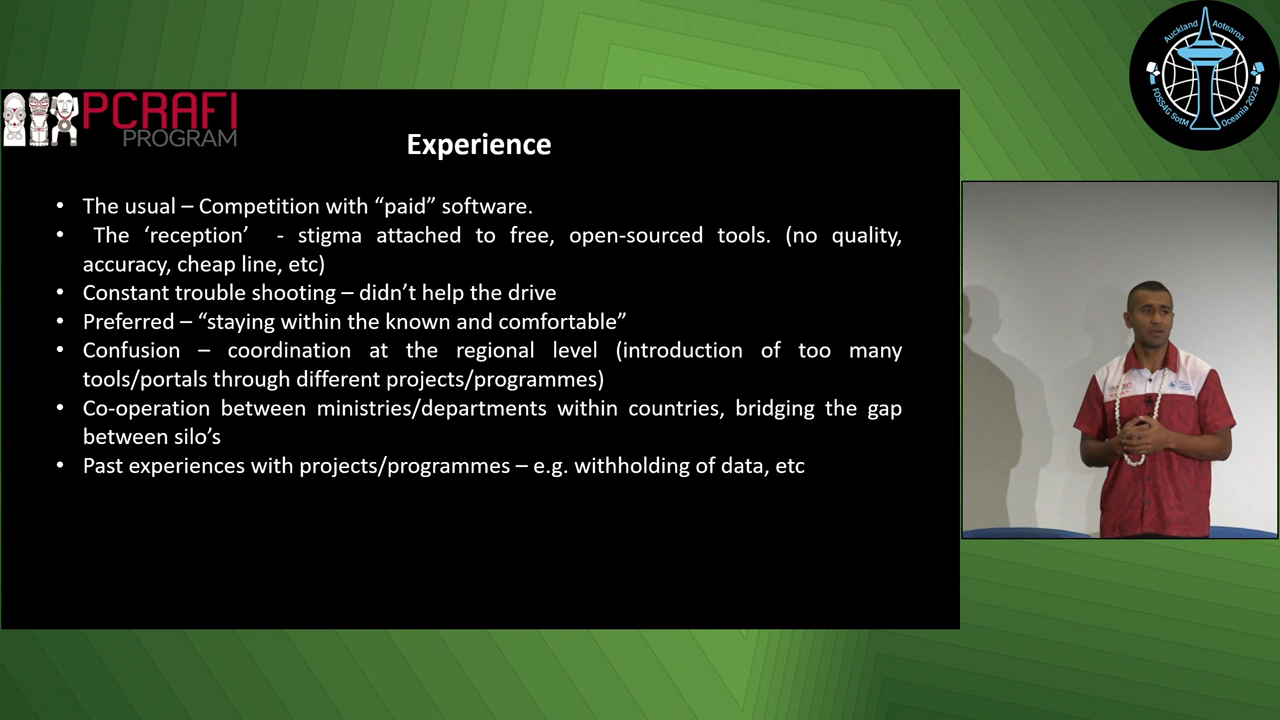 PCRAFI
PROGRAM
Experience
• The usual – Competition with “paid” software.
• The ‘reception’ - stigma attached to free, open-sourced tools. (no quality,
accuracy, cheap line, etc)
• Constant trouble shooting – didn’t help the drive
• Preferred – “staying within the known and comfortable”
• Confusion – coordination at the regional level (introduction of too many
tools/portals through different projects/programmes)
• Co-operation between ministries/departments within countries, bridging the gap
between silo’s
• Past experiences with projects/programmes – e.g. withholding of data, etc
Auckland Aotearoa
FOSS4G SotM Oceania 2023